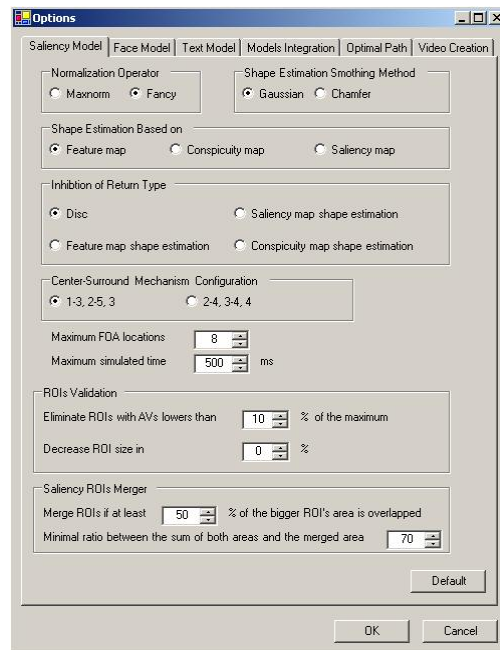 Options
Saliency Model Face Model Text Model Models Integration Optimal Path Video Creation
Normalization Operator
Maxnorm Fancy
Shape Estimation Smothing Method
Gaussian Chamfer
Shape Estimation Based on
Feature map Conspicuity map Saliency map
Inhibtion of Return Type
Disc Saliency map shape estimation
Feature map shape estimation Conspicuity map shape estimation
Center-Surround Mechanism Configuration
1-3, 2-5, 3 2-4, 3-4, 4
Maximum FOA locations 8
Maximum simulated time 500 ms
ROIs Validation
Eliminate ROIs with AVs lowers than 10 % of the maximum
Decrease ROI size in 0 %
Saliency ROIs Merger
Merge ROIs if at least 50 % of the bigger ROI's area is overlapped
Minimal ratio between the sum of both areas and the merged area 70
Default
OK Cancel